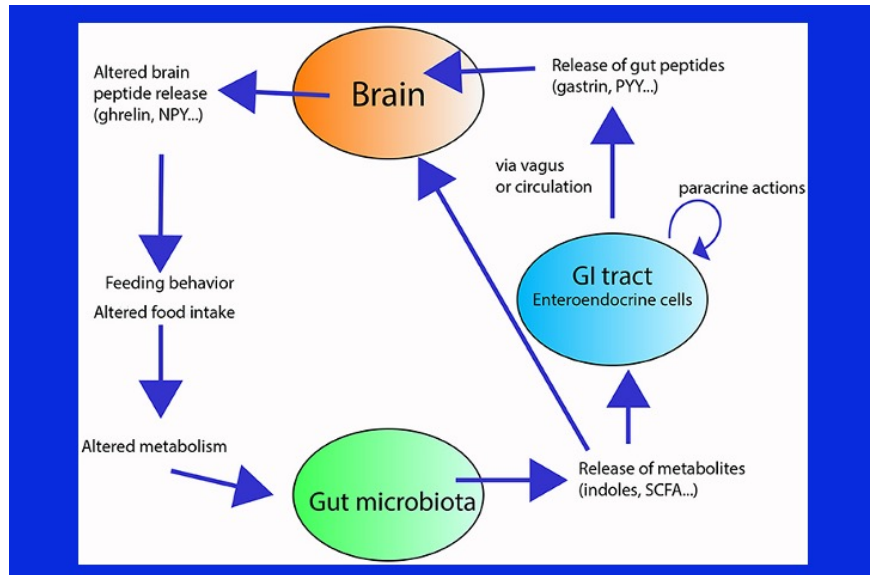 Altered brain
peptide release
(ghrelin, NPY...)
Brain
Release of gut peptides
(gastrin, PYY...)
via vagus
or circulation
paracrine actions
GI tract
Enteroendocrine cells
Feeding behavior
Altered food intake
Altered metabolism
Gut microbiota
Release of metabolites
(indoles, SCFA...)